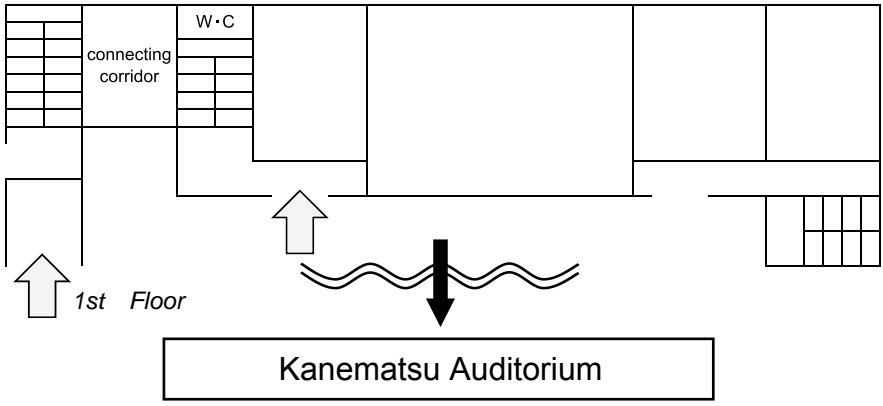 W・C
connecting
corridor
1st Floor
Kanematsu Auditorium